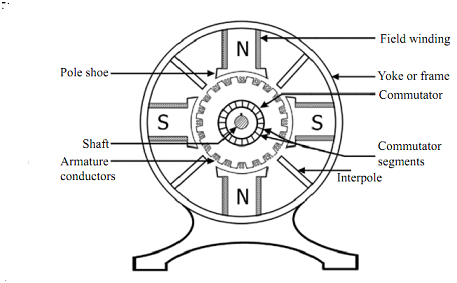 N
Field winding
Pole shoe
Yoke or frame
Commutator
S
S
Shaft
Commutator
segments
Armature
conductors
Interpole
N